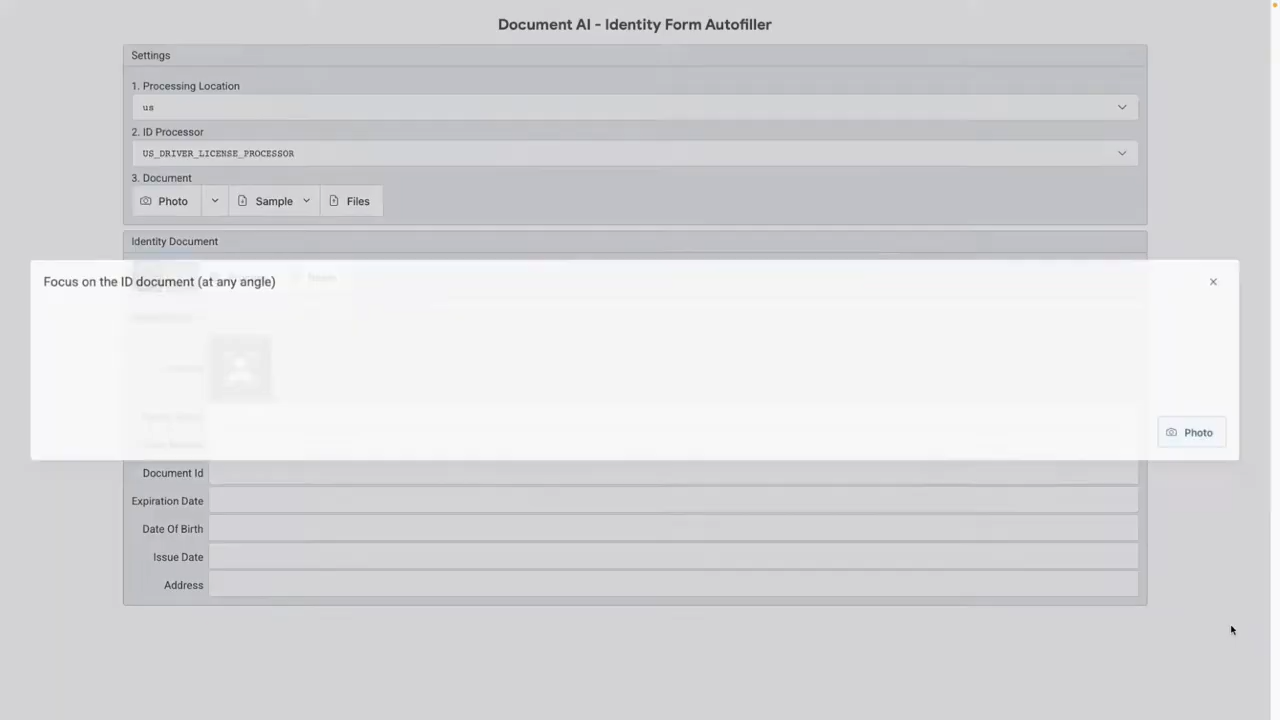 Document AI - Identity Form Autofiller
Settings
1. Processing Location
us
2. ID Processor
US_DRIVER_LICENSE_PROCESSOR
3. Document
Photo Sample Files
Identity Document
Focus on the ID document (at any angle)
Photo
Document Id
Expiration Date
Date Of Birth
Issue Date
Address